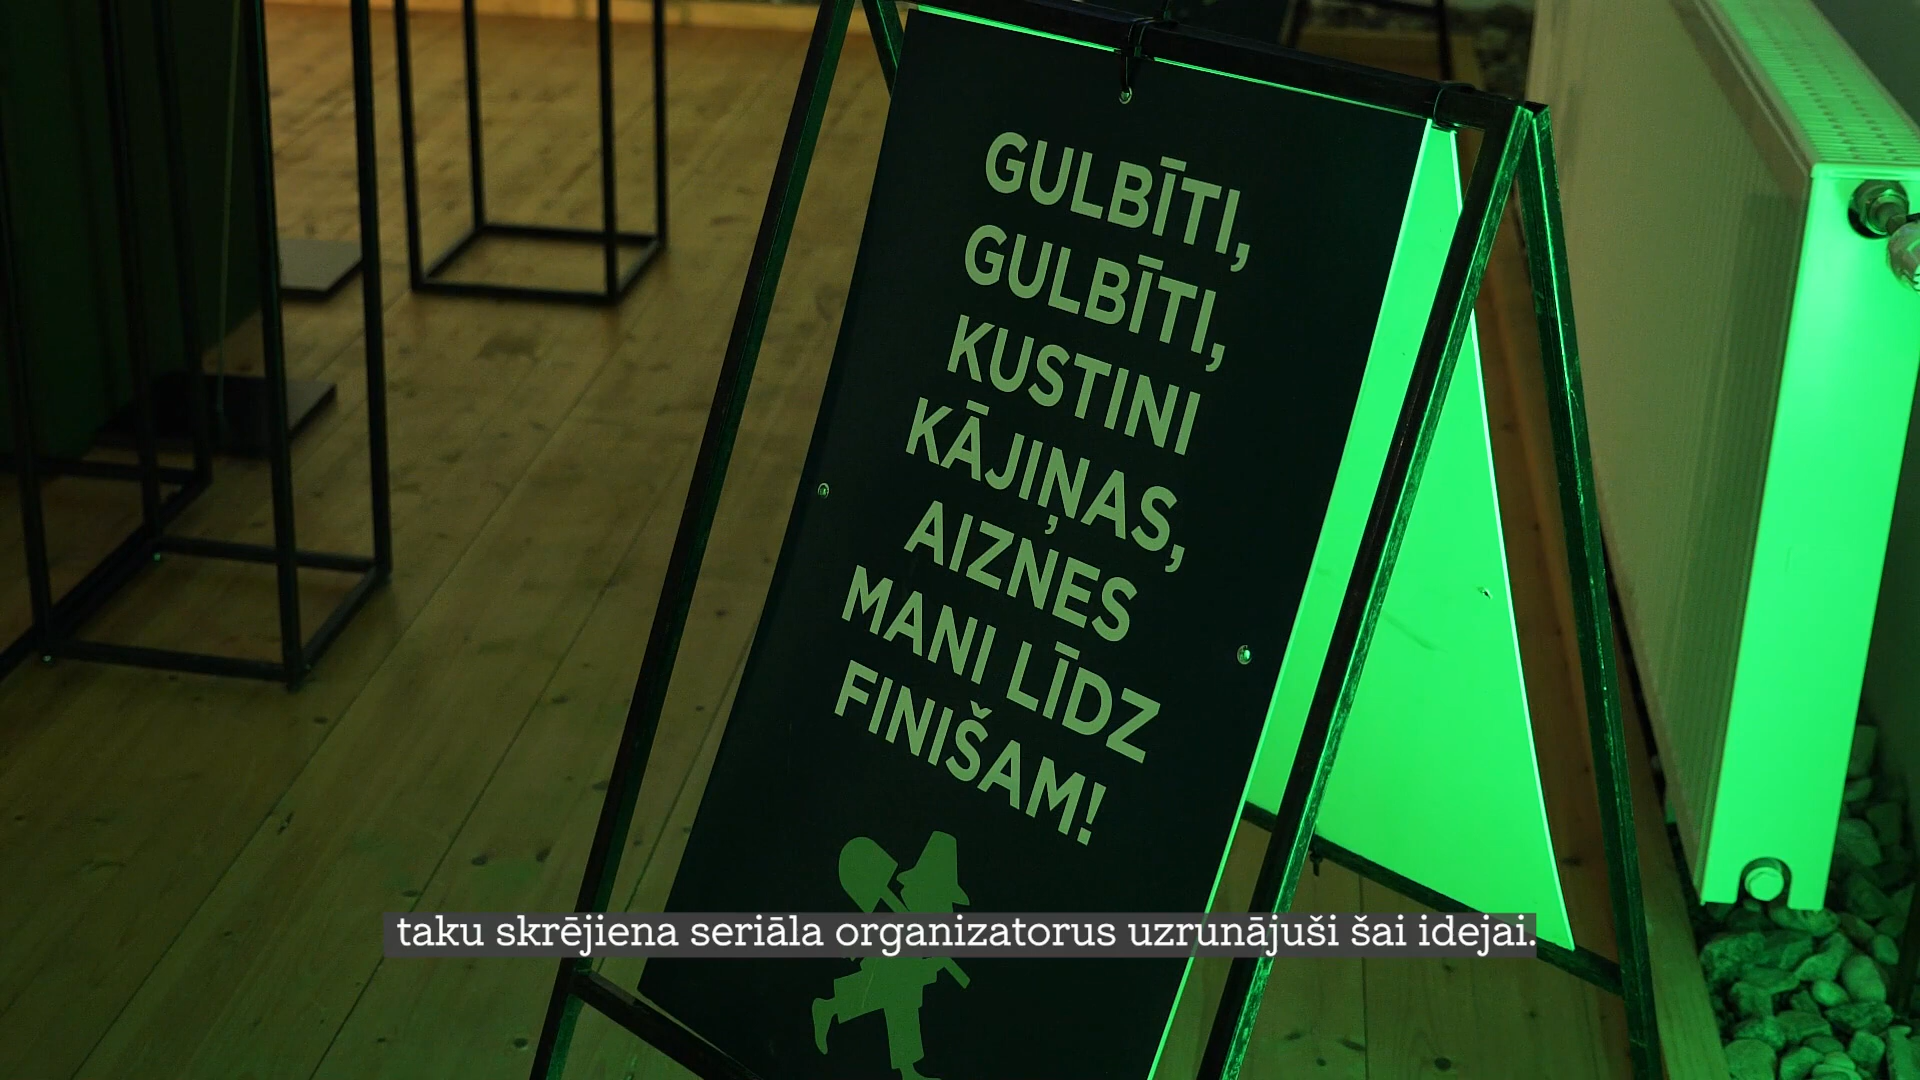 GULBĪTI,
GULBĪTI,
KUSTINI
KĀJIŅAS,
AIZNES
MANI LĪDZ
FINIŠAM!
taku skrējiena seriāla organizatorus uzrunājuši šai idejai.